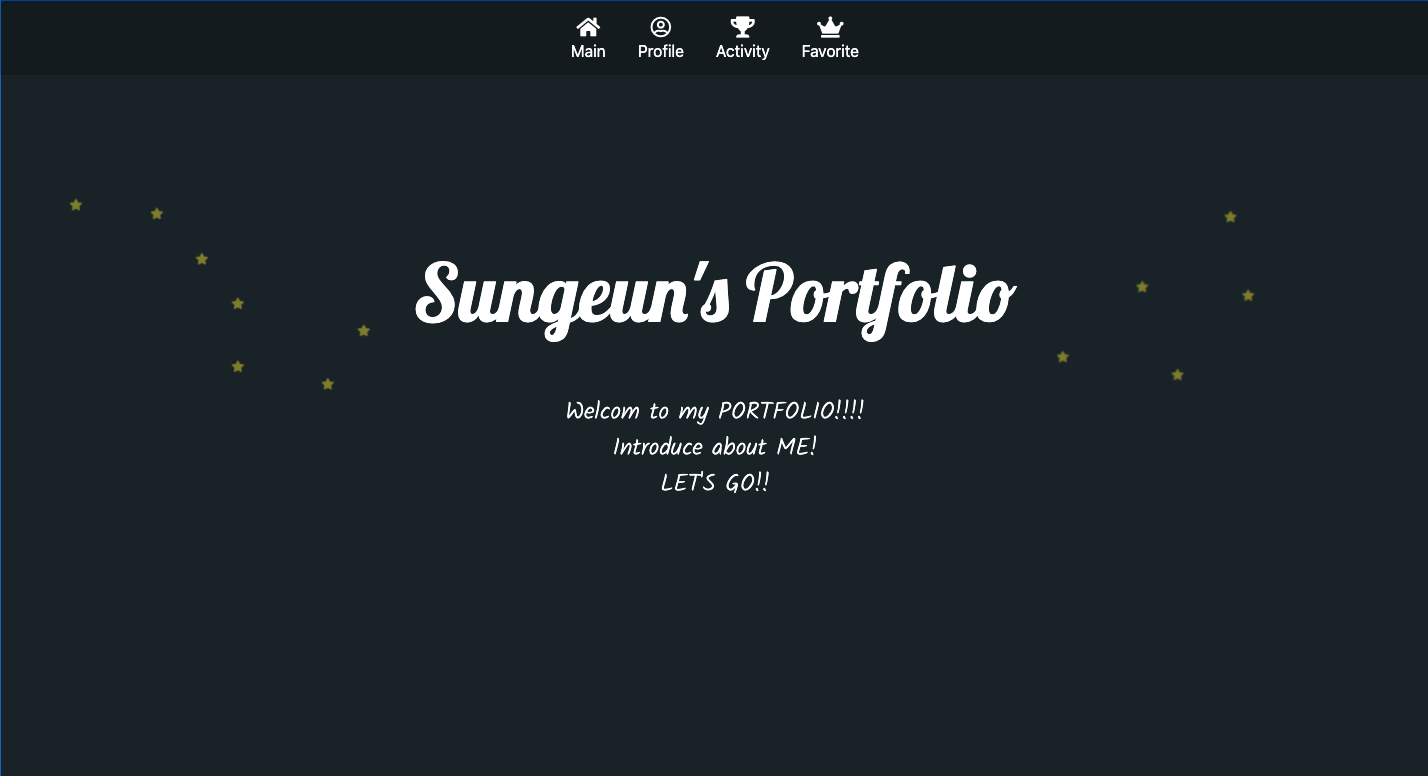 Main Profile Activity Favorite
Sungeun's Portfolio
Welcom to my PORTFOLIO!!!!
Introduce about ME!
LET'S GO!!